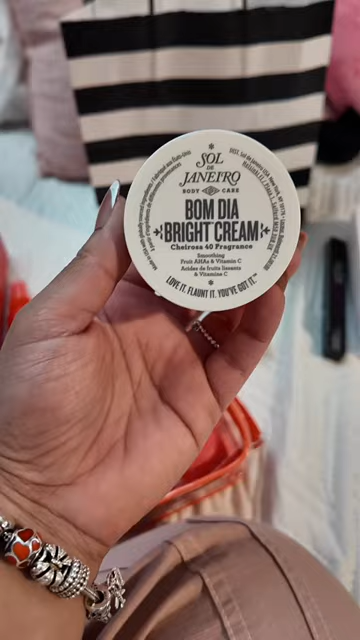 SOL
DE
JANEIRO
BODY CARE
BOM DIA
BRIGHT CREAM
Cheirosa 40 Fragrance
Smoothing
Fruit AHAs & Vitamin C
Acides de fruits lissants
& Vitamine C
LOVE IT. FLAUNT IT. YOU'VE GOT IT.™